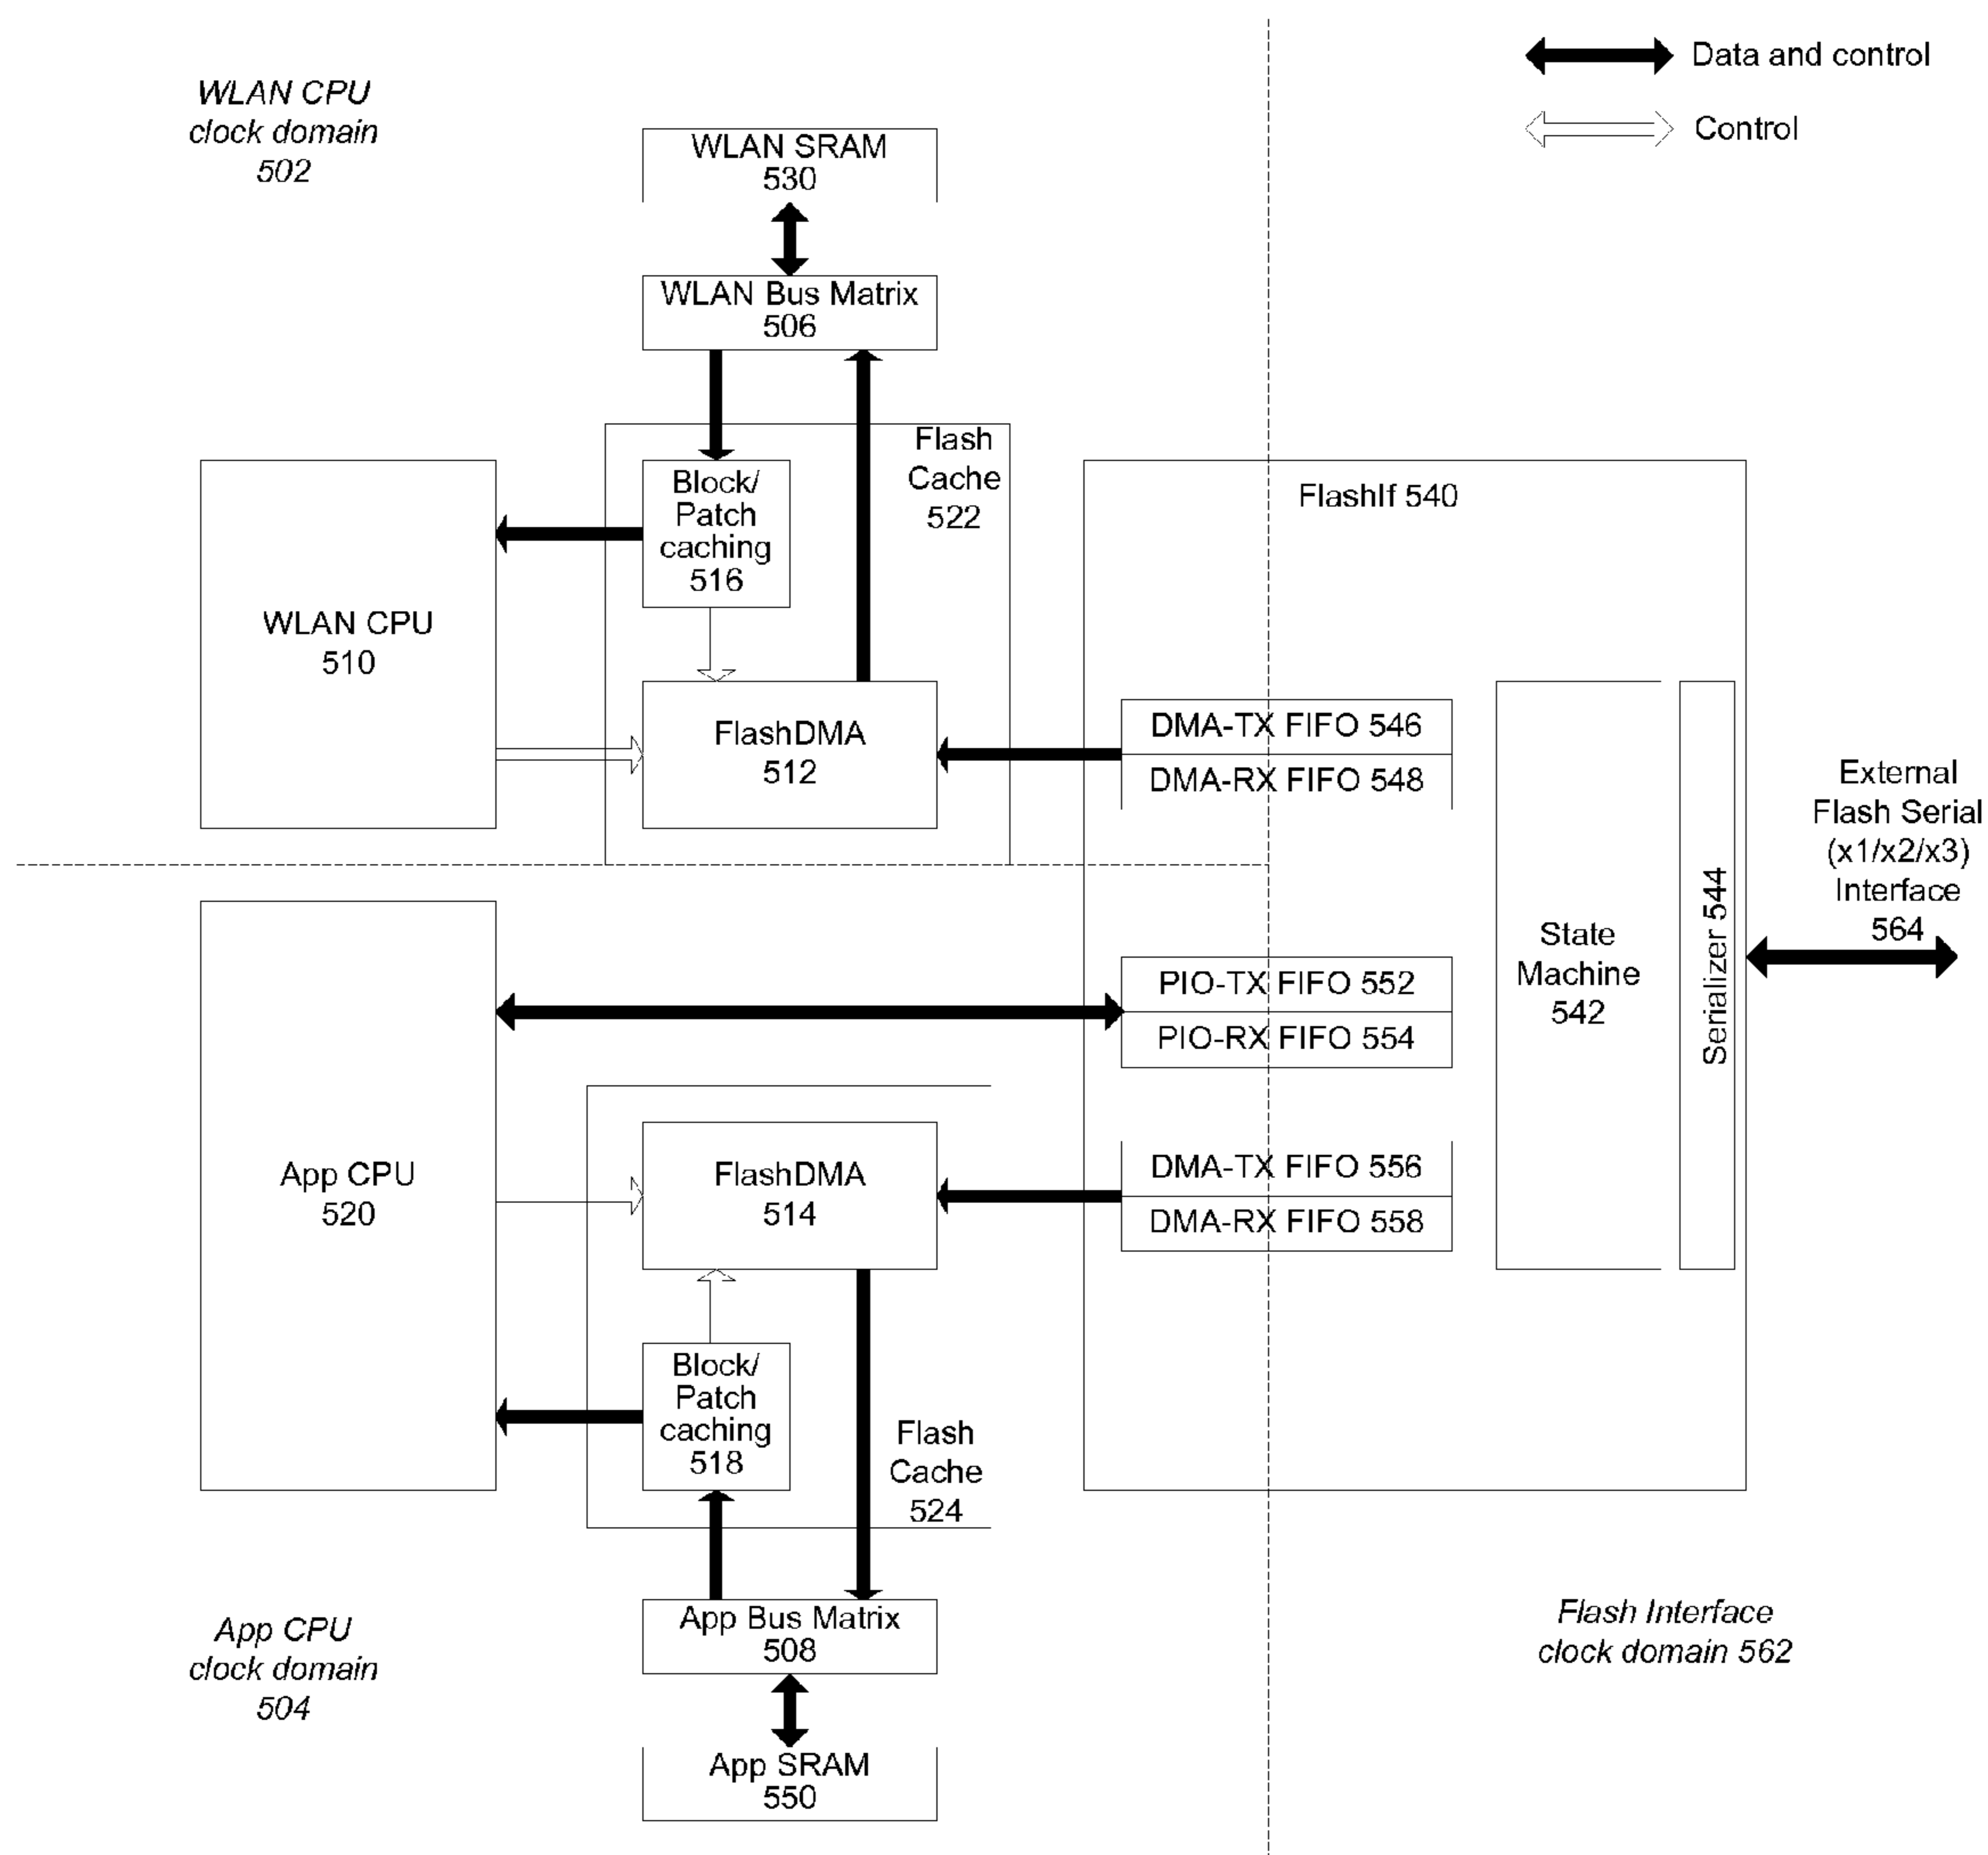 Data and control
Control
WLAN CPU
clock domain
502
WLAN SRAM
530
WLAN Bus Matrix
506
Flash
Cache
522
Block/
Patch
caching
516
WLAN CPU
510
FlashDMA
512
FlashIf 540
DMA-TX FIFO 546
DMA-RX FIFO 548
External
Flash Serial
(x1/x2/x3)
Interface
564
State
Machine
542
Serializer 544
PIO-TX FIFO 552
PIO-RX FIFO 554
App CPU
520
FlashDMA
514
DMA-TX FIFO 556
DMA-RX FIFO 558
Block/
Patch
caching
518
Flash
Cache
524
App CPU
clock domain
504
App Bus Matrix
508
App SRAM
550
Flash Interface
clock domain 562